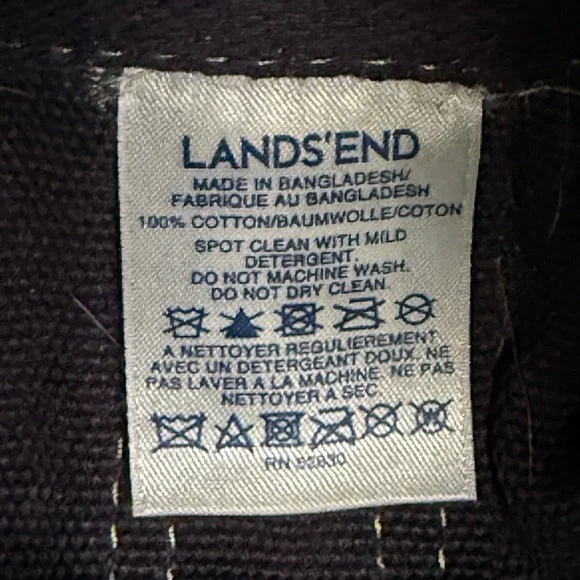 LANDS'END
MADE IN BANGLADESH/
FABRIQUE AU BANGLADESH
100% COTTON/BAUMWOLLE/COTON
SPOT CLEAN WITH MILD
DETERGENT.
DO NOT MACHINE WASH.
DO NOT DRY CLEAN.
A NETTOYER REGULIEREMENT
AVEC UN DETERGEANT DOUX. NE
PAS LAVER A LA MACHINE. NE PAS
NETTOYER A SEC
RN 62830